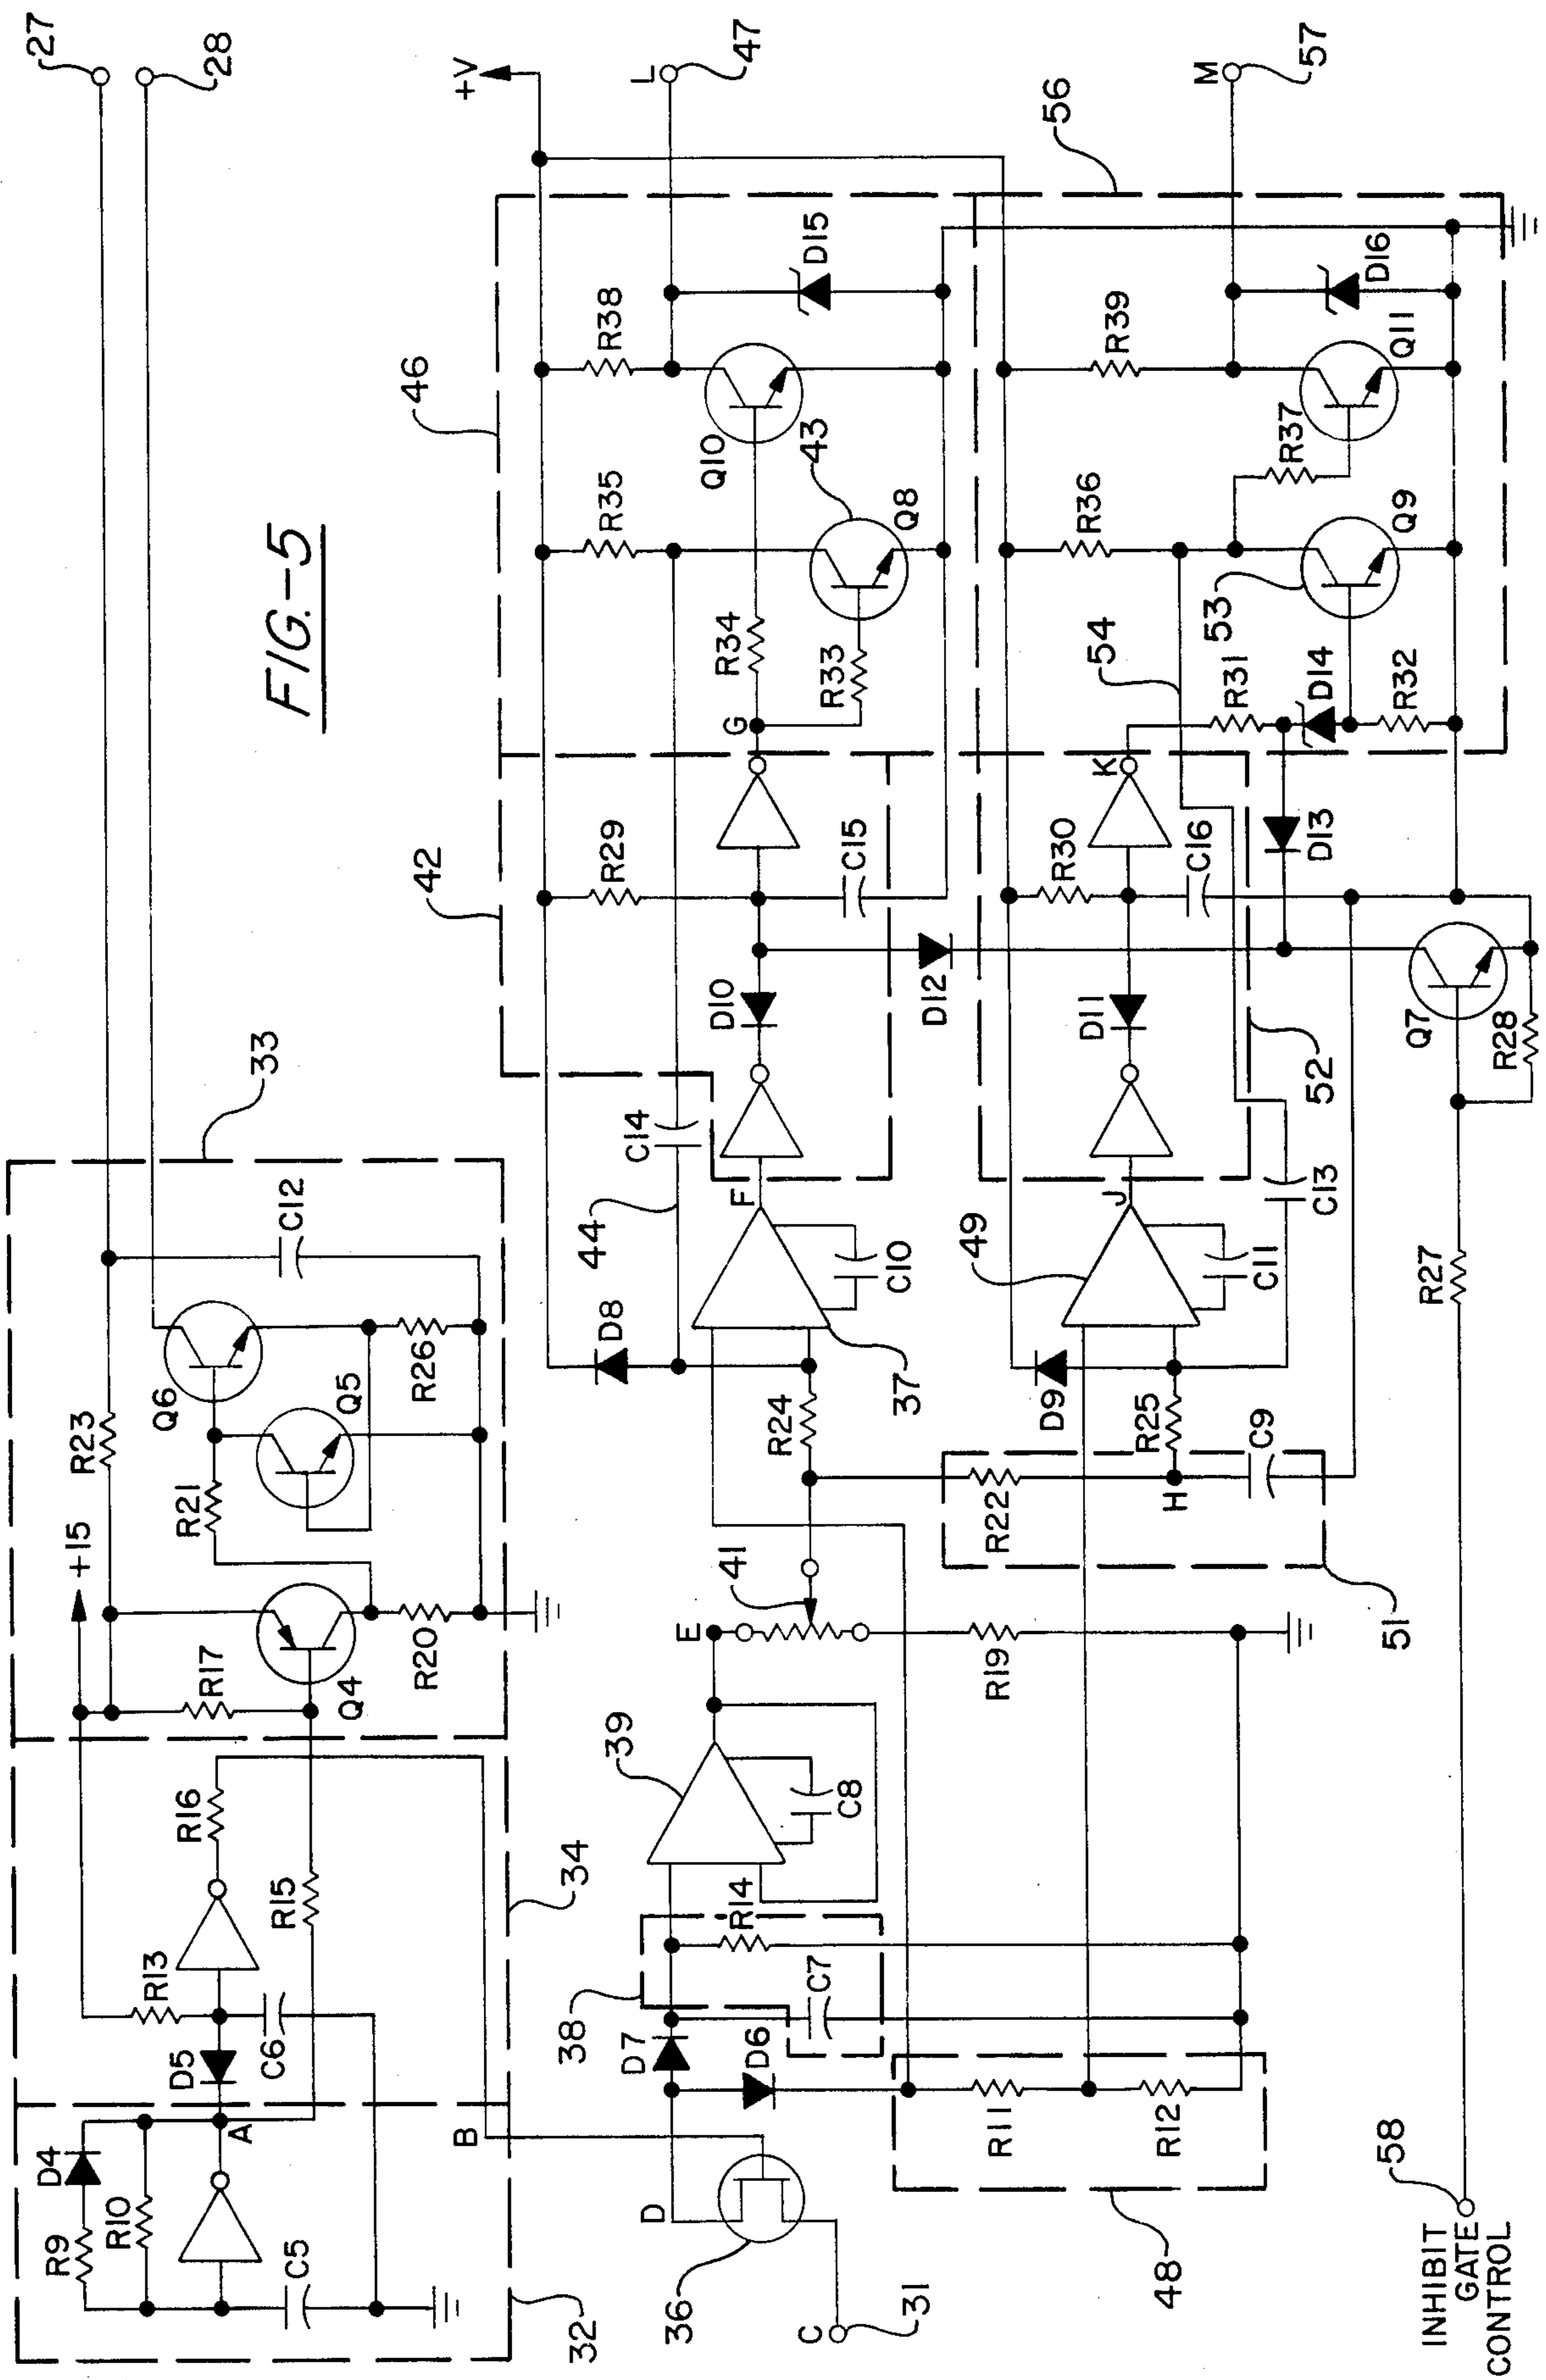 FIG.-5
27
28
+V
L
47
M
57
56
46
42
33
+15
R23
C12
Q6
Q5
R26
R21
Q4
R20
R17
R16
R15
34
R13
D5
C6
D4
R9
R10
A
C5
32
B
D
36
C
31
38
D7
D6
C7
R14
39
C8
E
41
R19
R11
R12
48
R22
H
C9
51
R24
R25
D8
D9
37
C10
49
C11
F
J
44
C14
C13
D10
D11
D12
R29
C15
R30
C16
52
D13
G
K
R34
R33
R35
Q8
43
Q10
R38
D15
54
R31
D14
R32
53
R36
Q9
R37
R39
Q11
D16
Q7
R28
R27
58
INHIBIT
GATE
CONTROL